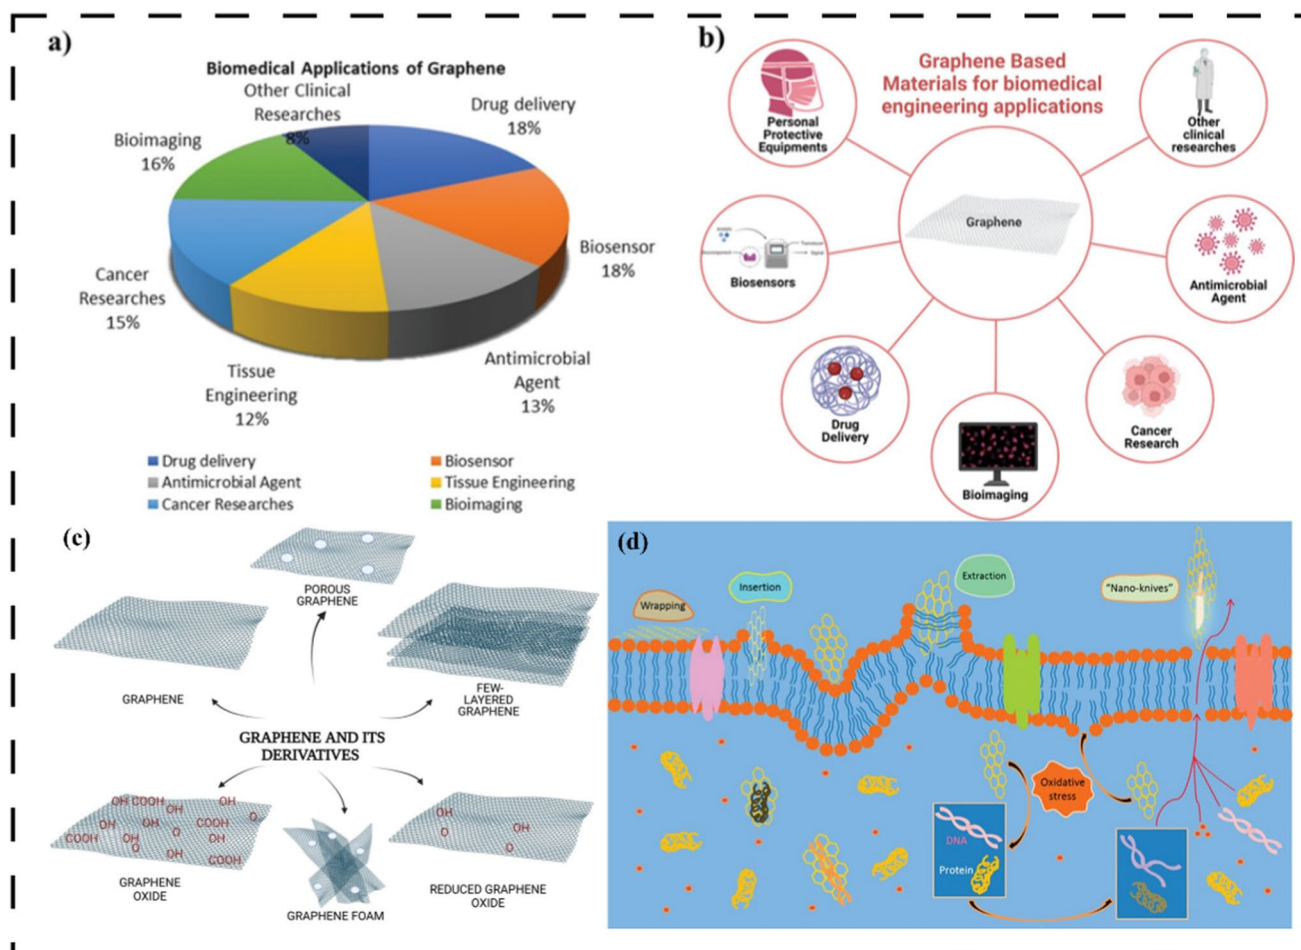 a)
Biomedical Applications of Graphene
Other Clinical
Researches
8%
Drug delivery
18%
Bioimaging
16%
Biosensor
18%
Cancer
Researches
15%
Antimicrobial
Agent
13%
Tissue
Engineering
12%
Drug delivery
Biosensor
Antimicrobial Agent
Tissue Engineering
Cancer Researches
Bioimaging
b)
Graphene Based
Materials for biomedical
engineering applications
Personal
Protective
Equipments
Other
clinical
researches
Graphene
Biosensors
Antimicrobial
Agent
Drug
Delivery
Cancer
Research
Bioimaging
(c)
POROUS
GRAPHENE
GRAPHENE
FEW-
LAYERED
GRAPHENE
GRAPHENE AND ITS
DERIVATIVES
OH COOH OH
OH
O
OH OH COOH
O
COOH OH OH
O
OH COOH
GRAPHENE
OXIDE
GRAPHENE FOAM
OH
O OH
O
REDUCED GRAPHENE
OXIDE
(d)
Wrapping
Insertion
Extraction
"Nano-knives"
Oxidative
stress
DNA
Protein